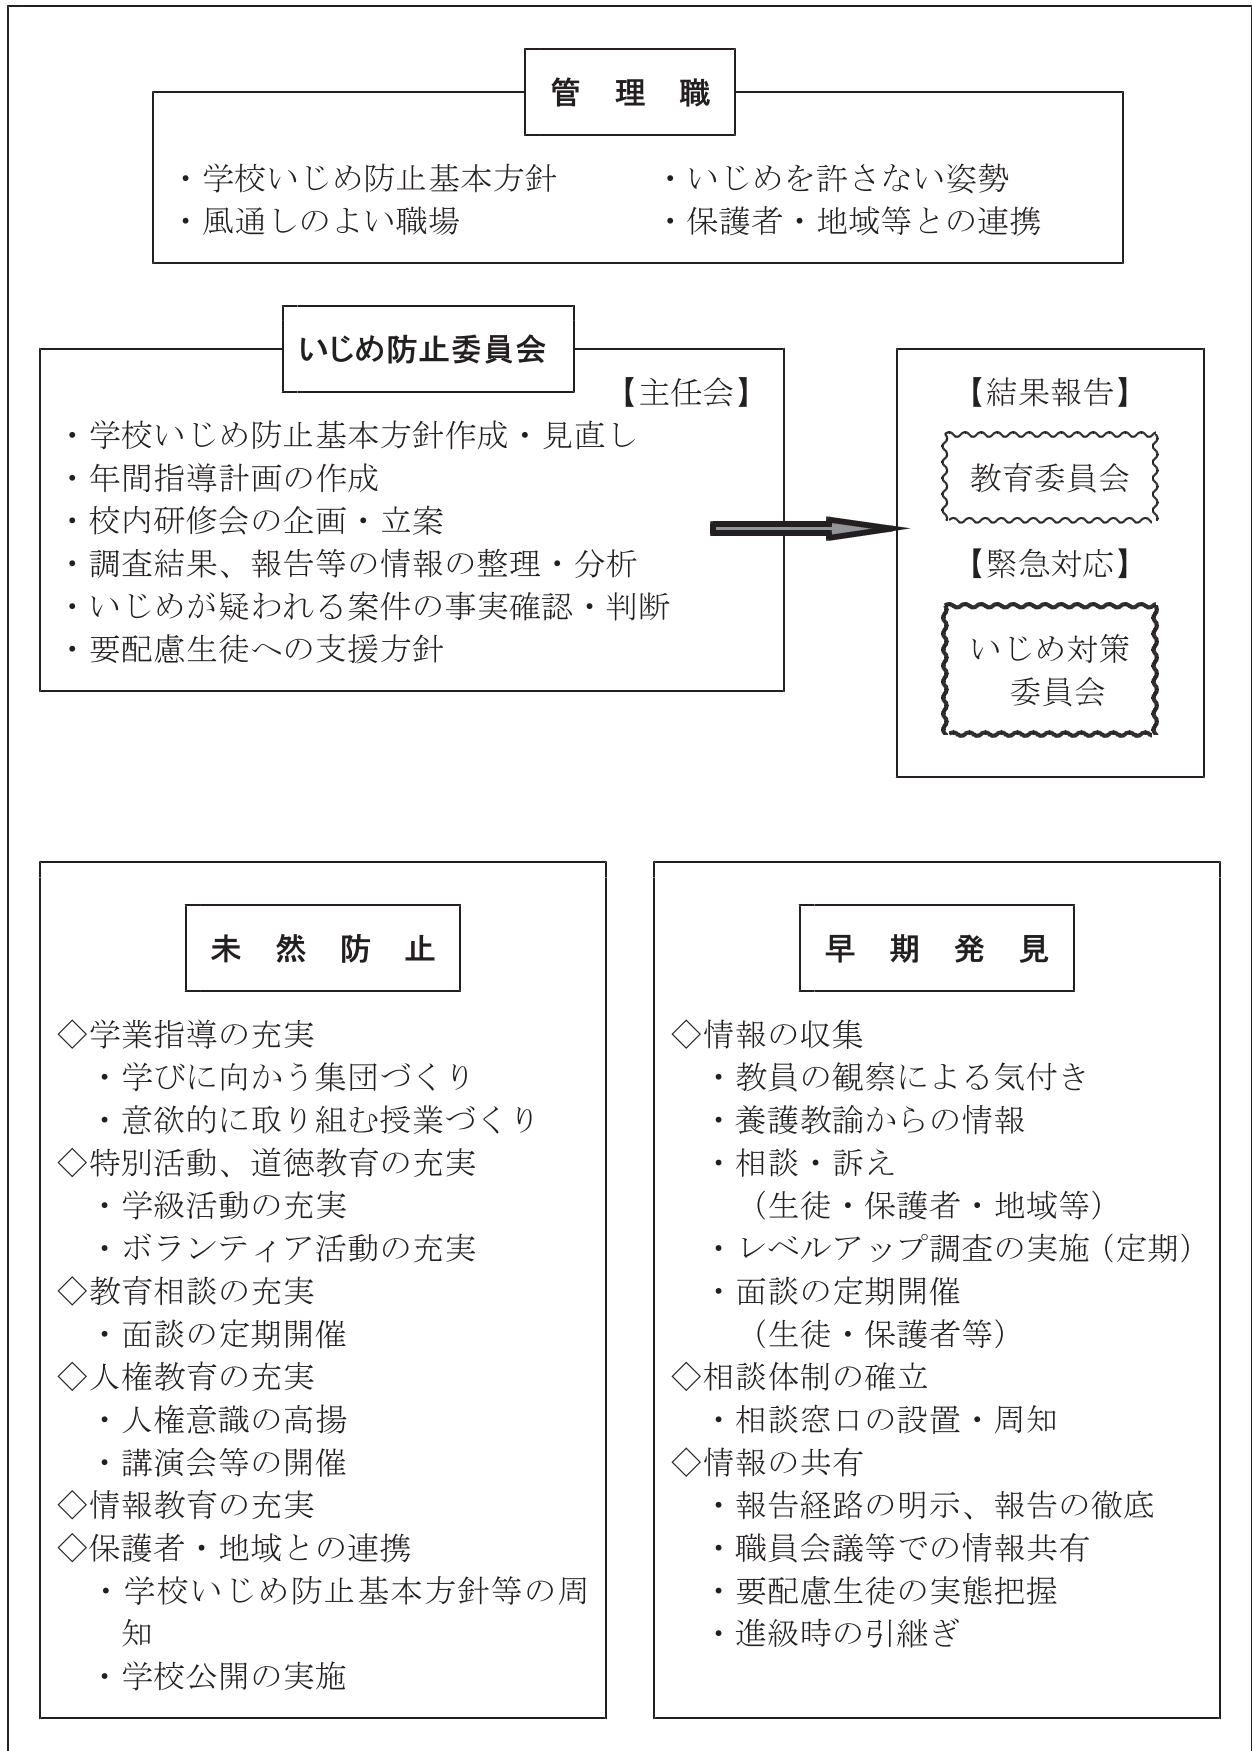 管　理　職
・学校いじめ防止基本方針　　　・いじめを許さない姿勢
・風通しのよい職場　　　　　　・保護者・地域等との連携
いじめ防止委員会
【主任会】
・学校いじめ防止基本方針作成・見直し
・年間指導計画の作成
・校内研修会の企画・立案
・調査結果、報告等の情報の整理・分析
・いじめが疑われる案件の事実確認・判断
・要配慮生徒への支援方針
【結果報告】
教育委員会
【緊急対応】
いじめ対策
委員会
未　然　防　止
◇学業指導の充実
・学びに向かう集団づくり
・意欲的に取り組む授業づくり
◇特別活動、道徳教育の充実
・学級活動の充実
・ボランティア活動の充実
◇教育相談の充実
・面談の定期開催
◇人権教育の充実
・人権意識の高揚
・講演会等の開催
◇情報教育の充実
◇保護者・地域との連携
・学校いじめ防止基本方針等の周
知
・学校公開の実施
早　期　発　見
◇情報の収集
・教員の観察による気付き
・養護教諭からの情報
・相談・訴え
（生徒・保護者・地域等）
・レベルアップ調査の実施（定期）
・面談の定期開催
（生徒・保護者等）
◇相談体制の確立
・相談窓口の設置・周知
◇情報の共有
・報告経路の明示、報告の徹底
・職員会議等での情報共有
・要配慮生徒の実態把握
・進級時の引継ぎ